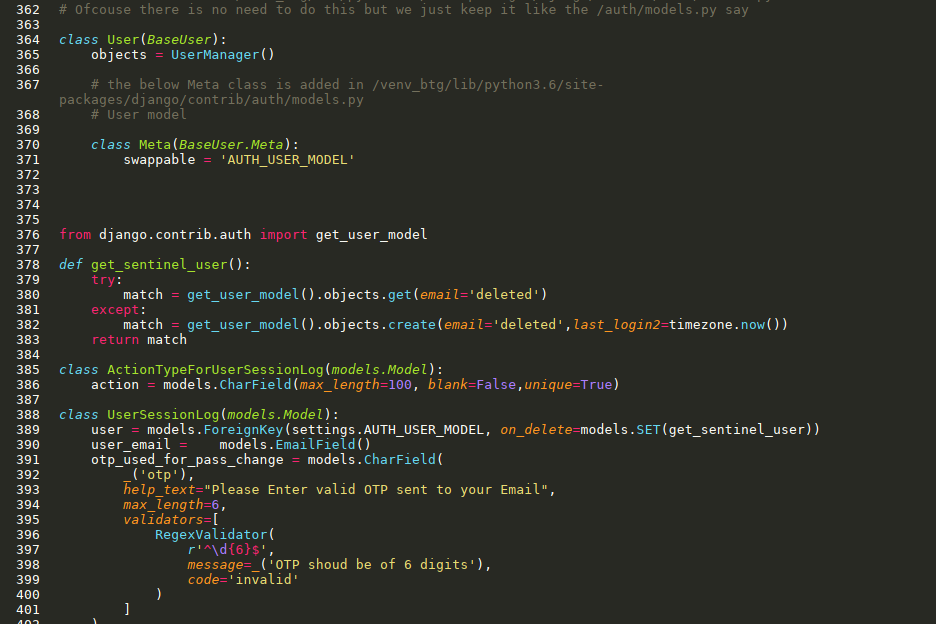 362 # Ofcouse there is no need to do this but we just keep it like the /auth/models.py say
363
364 class User(BaseUser):
365     objects = UserManager()
366
367     # the below Meta class is added in /venv_btg/lib/python3.6/site-
packages/django/contrib/auth/models.py
368     # User model
369
370     class Meta(BaseUser.Meta):
371         swappable = 'AUTH_USER_MODEL'
372
373
374
375
376 from django.contrib.auth import get_user_model
377
378 def get_sentinel_user():
379     try:
380         match = get_user_model().objects.get(email='deleted')
381     except:
382         match = get_user_model().objects.create(email='deleted',last_login2=timezone.now())
383     return match
384
385 class ActionTypeForUserSessionLog(models.Model):
386     action = models.CharField(max_length=100, blank=False,unique=True)
387
388 class UserSessionLog(models.Model):
389     user = models.ForeignKey(settings.AUTH_USER_MODEL, on_delete=models.SET(get_sentinel_user))
390     user_email =    models.EmailField()
391     otp_used_for_pass_change = models.CharField(
392         _('otp'),
393         help_text="Please Enter valid OTP sent to your Email",
394         max_length=6,
395         validators=[
396             RegexValidator(
397                 r'^\d{6}$',
398                 message=_('OTP shoud be of 6 digits'),
399                 code='invalid'
400             )
401         ]
402     )